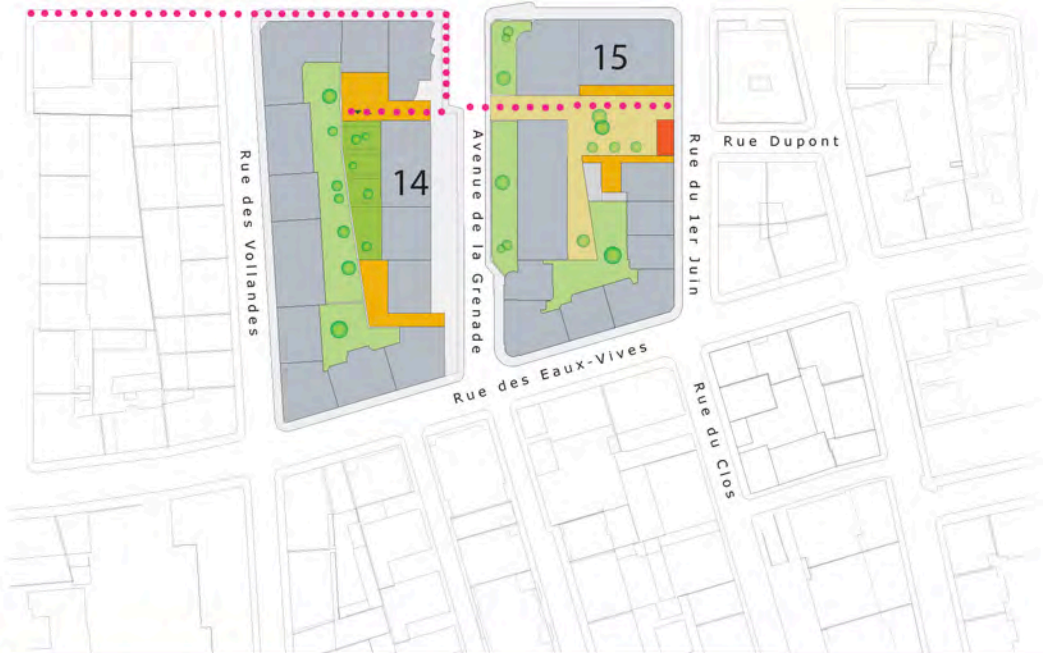 15
Rue Dupont
14
Rue des Vollandes
Avenue de la Grenade
Rue du 1er Juin
Rue des Eaux-Vives
Rue du Clos